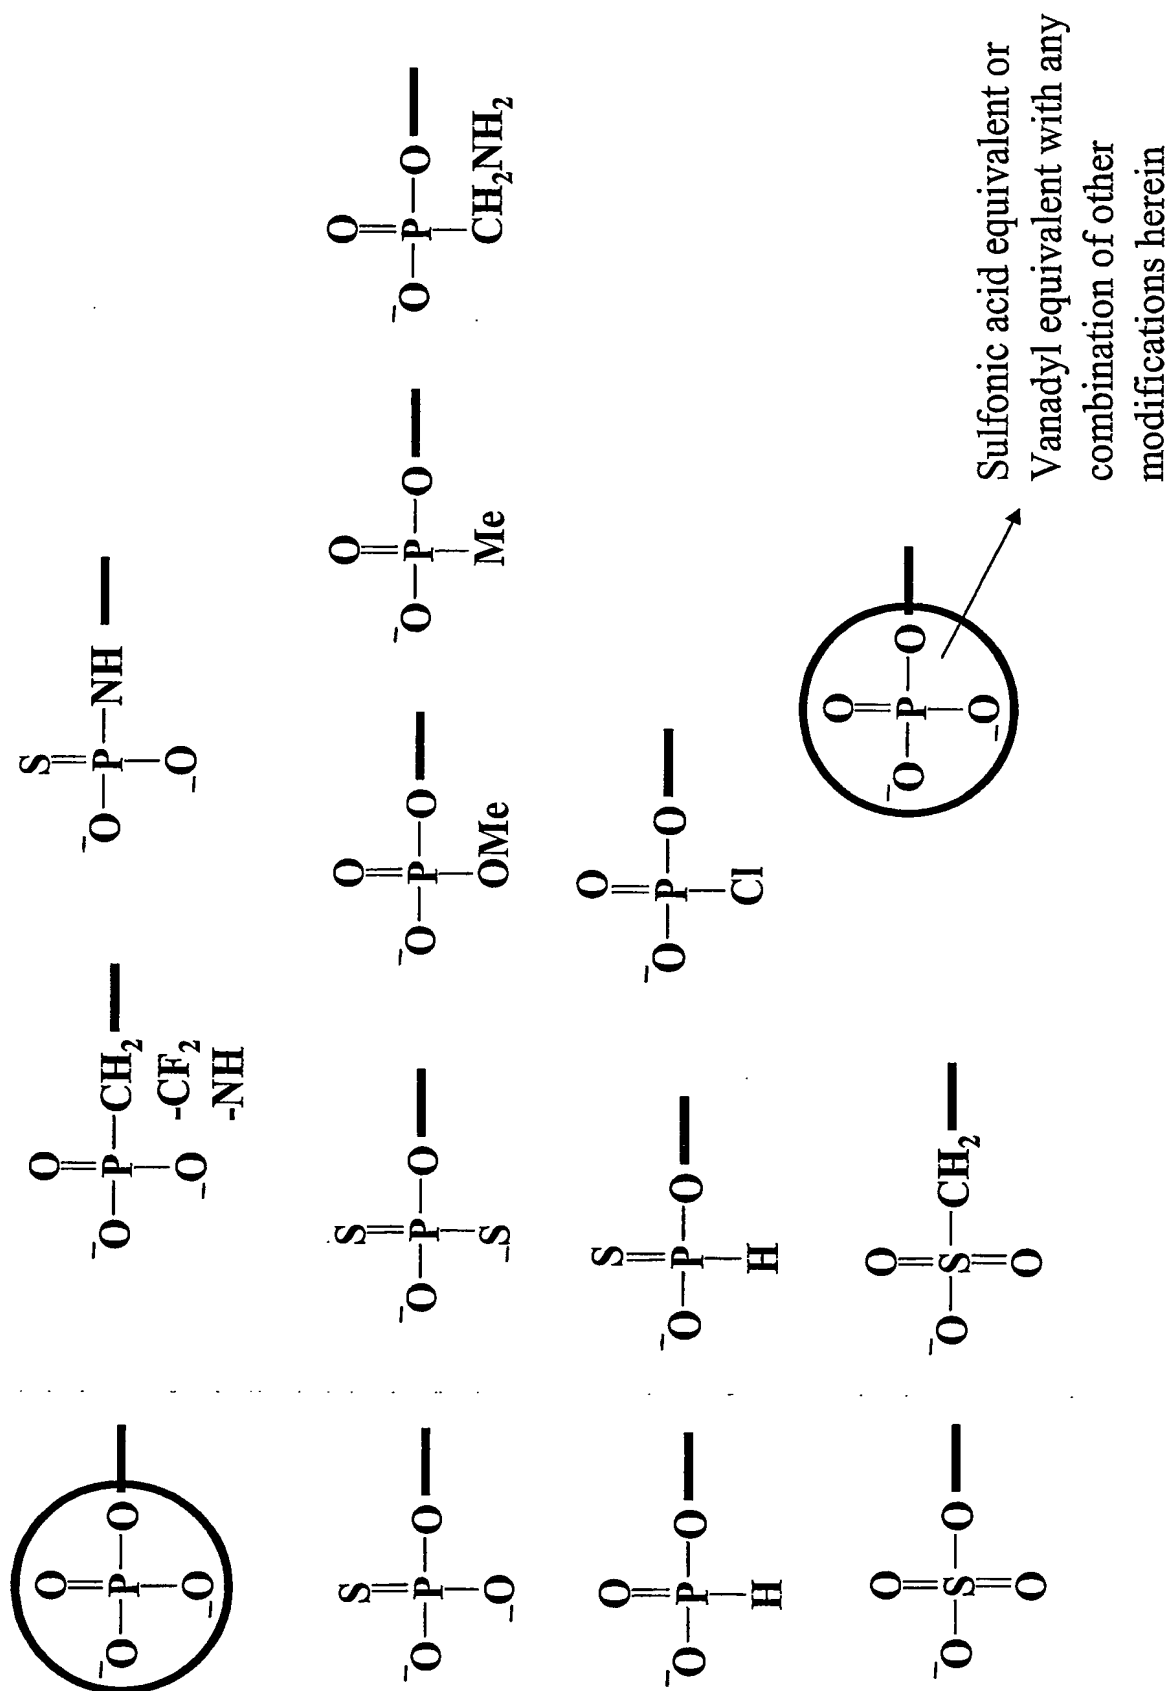 O
⁻O–P–O
O⁻
O
⁻O–P–CH₂
O⁻ -CF₂
-NH
S
⁻O–P–NH
O⁻
S
⁻O–P–O
O⁻
S
⁻O–P–O
S⁻
O
⁻O–P–O
OMe
O
⁻O–P–O
Me
O
⁻O–P–O
CH₂NH₂
O
⁻O–P–O
H
S
⁻O–P–O
H
O
⁻O–P–O
Cl
O
⁻O–S–O
O
O
⁻O–S–CH₂
O
O
⁻O–P–O
O⁻
Sulfonic acid equivalent or
Vanadyl equivalent with any
combination of other
modifications herein